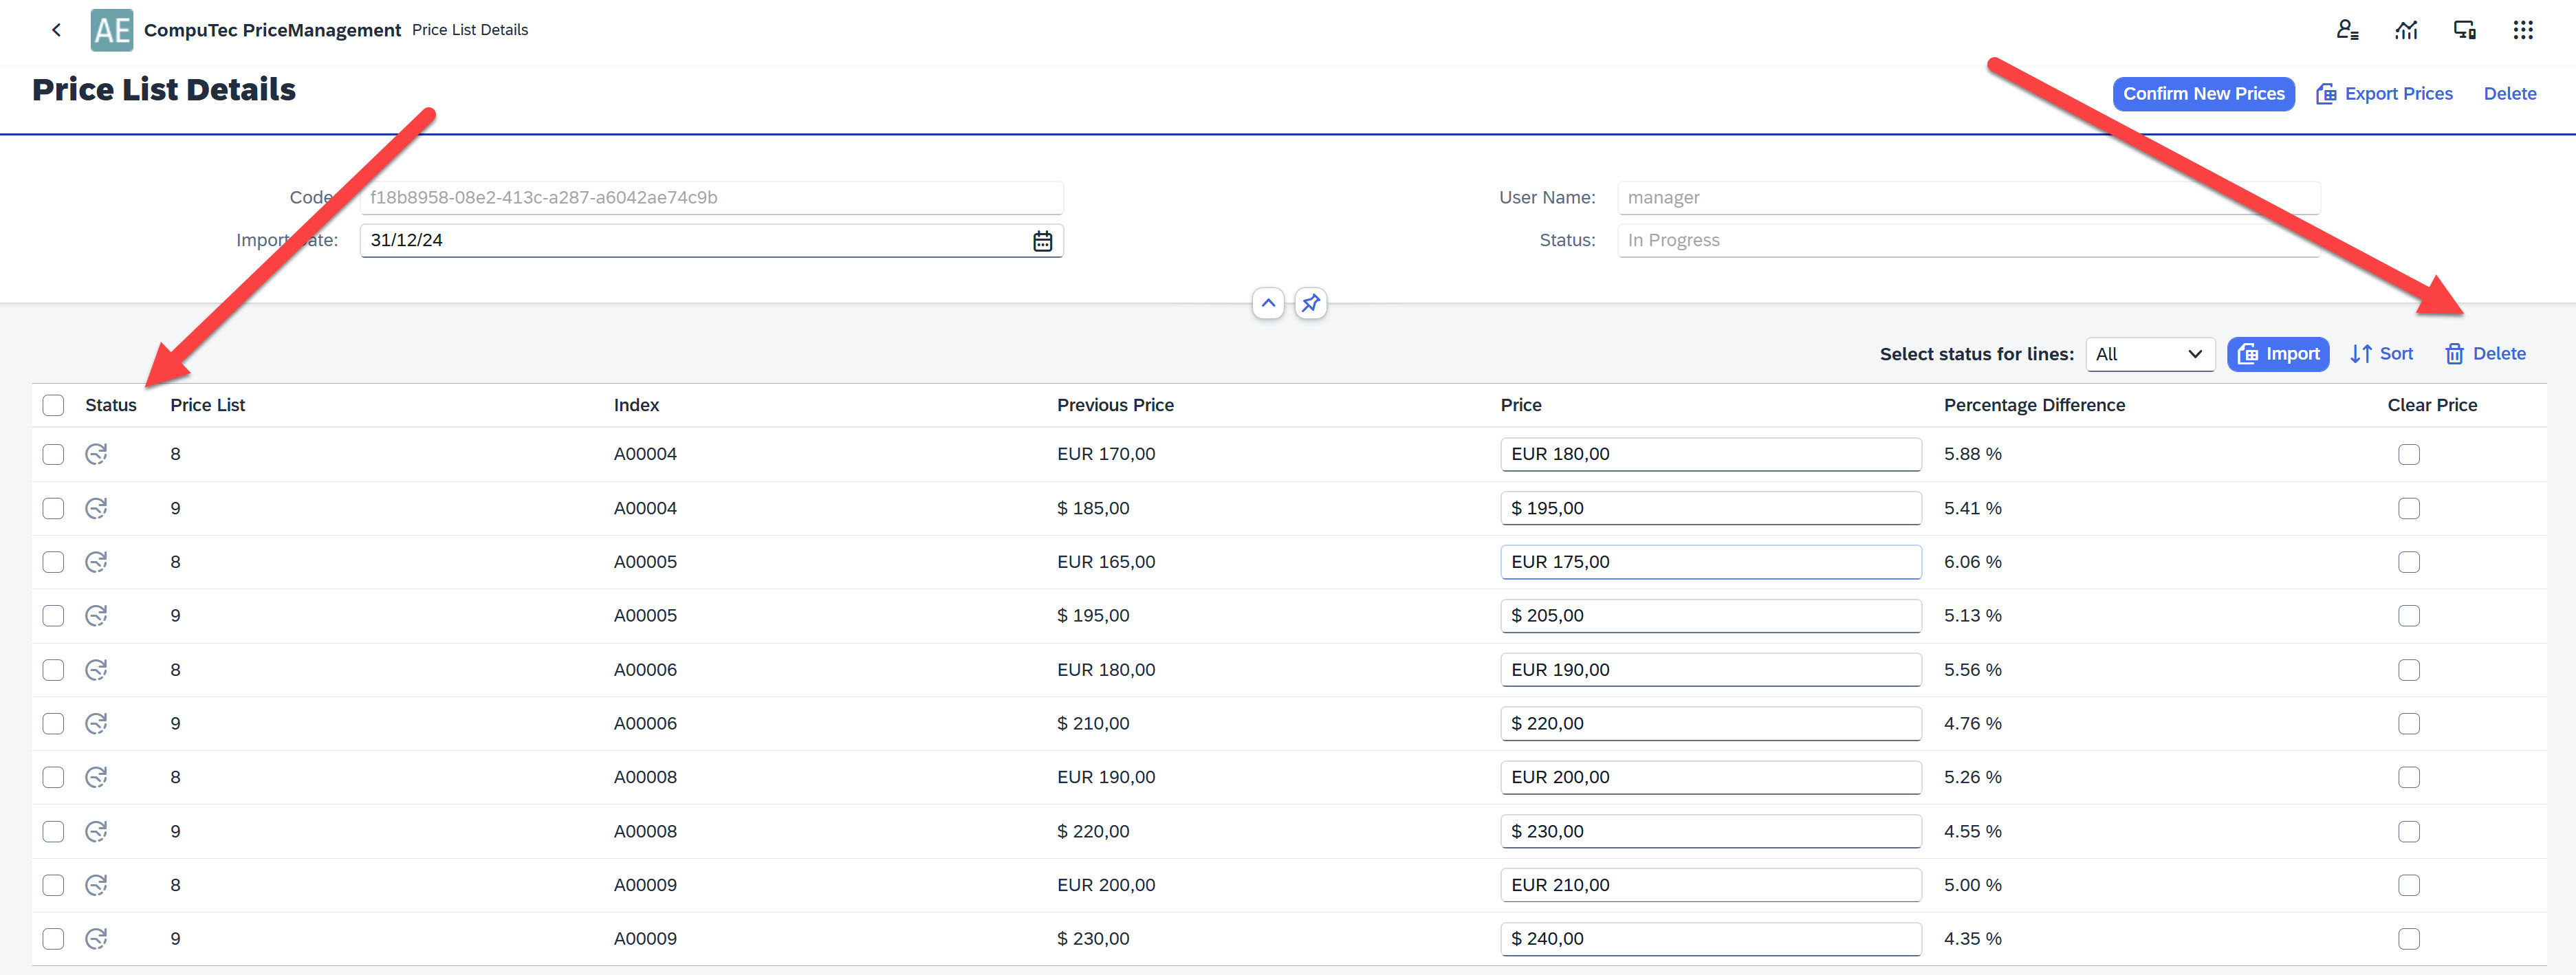 AE CompuTec PriceManagement Price List Details
Price List Details Confirm New Prices Export Prices Delete
Code: f18b8958-08e2-413c-a287-a6042ae74c9b User Name: manager
Import Date: 31/12/24 Status: In Progress
Select status for lines: All Import Sort Delete
Status Price List Index Previous Price Price Percentage Difference Clear Price
8 A00004 EUR 170,00 EUR 180,00 5.88 %
9 A00004 $ 185,00 $ 195,00 5.41 %
8 A00005 EUR 165,00 EUR 175,00 6.06 %
9 A00005 $ 195,00 $ 205,00 5.13 %
8 A00006 EUR 180,00 EUR 190,00 5.56 %
9 A00006 $ 210,00 $ 220,00 4.76 %
8 A00008 EUR 190,00 EUR 200,00 5.26 %
9 A00008 $ 220,00 $ 230,00 4.55 %
8 A00009 EUR 200,00 EUR 210,00 5.00 %
9 A00009 $ 230,00 $ 240,00 4.35 %